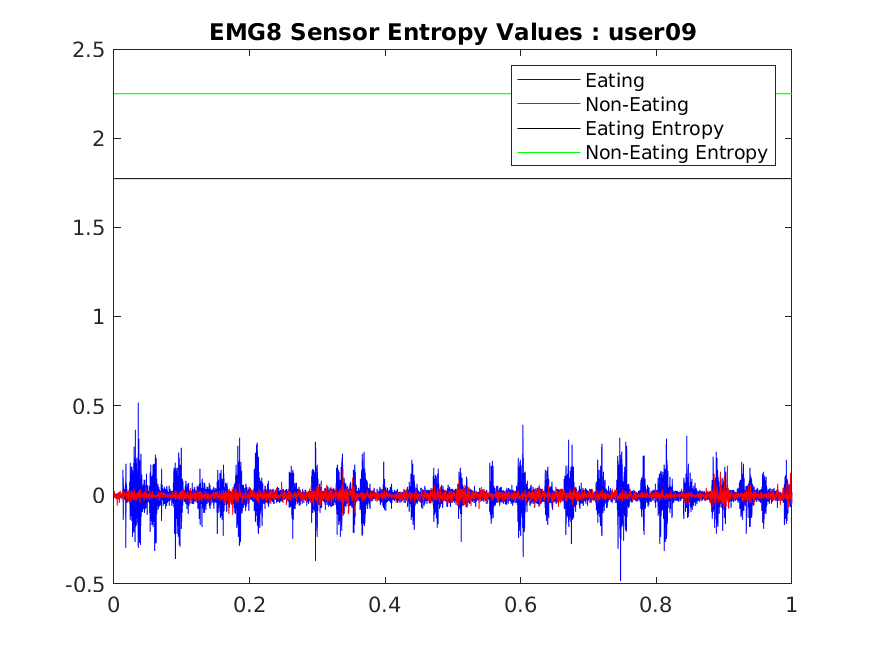 EMG8 Sensor Entropy Values : user09
2.5
2
1.5
1
0.5
0
-0.5
Eating
Non-Eating
Eating Entropy
Non-Eating Entropy
0
0.2
0.4
0.6
0.8
1